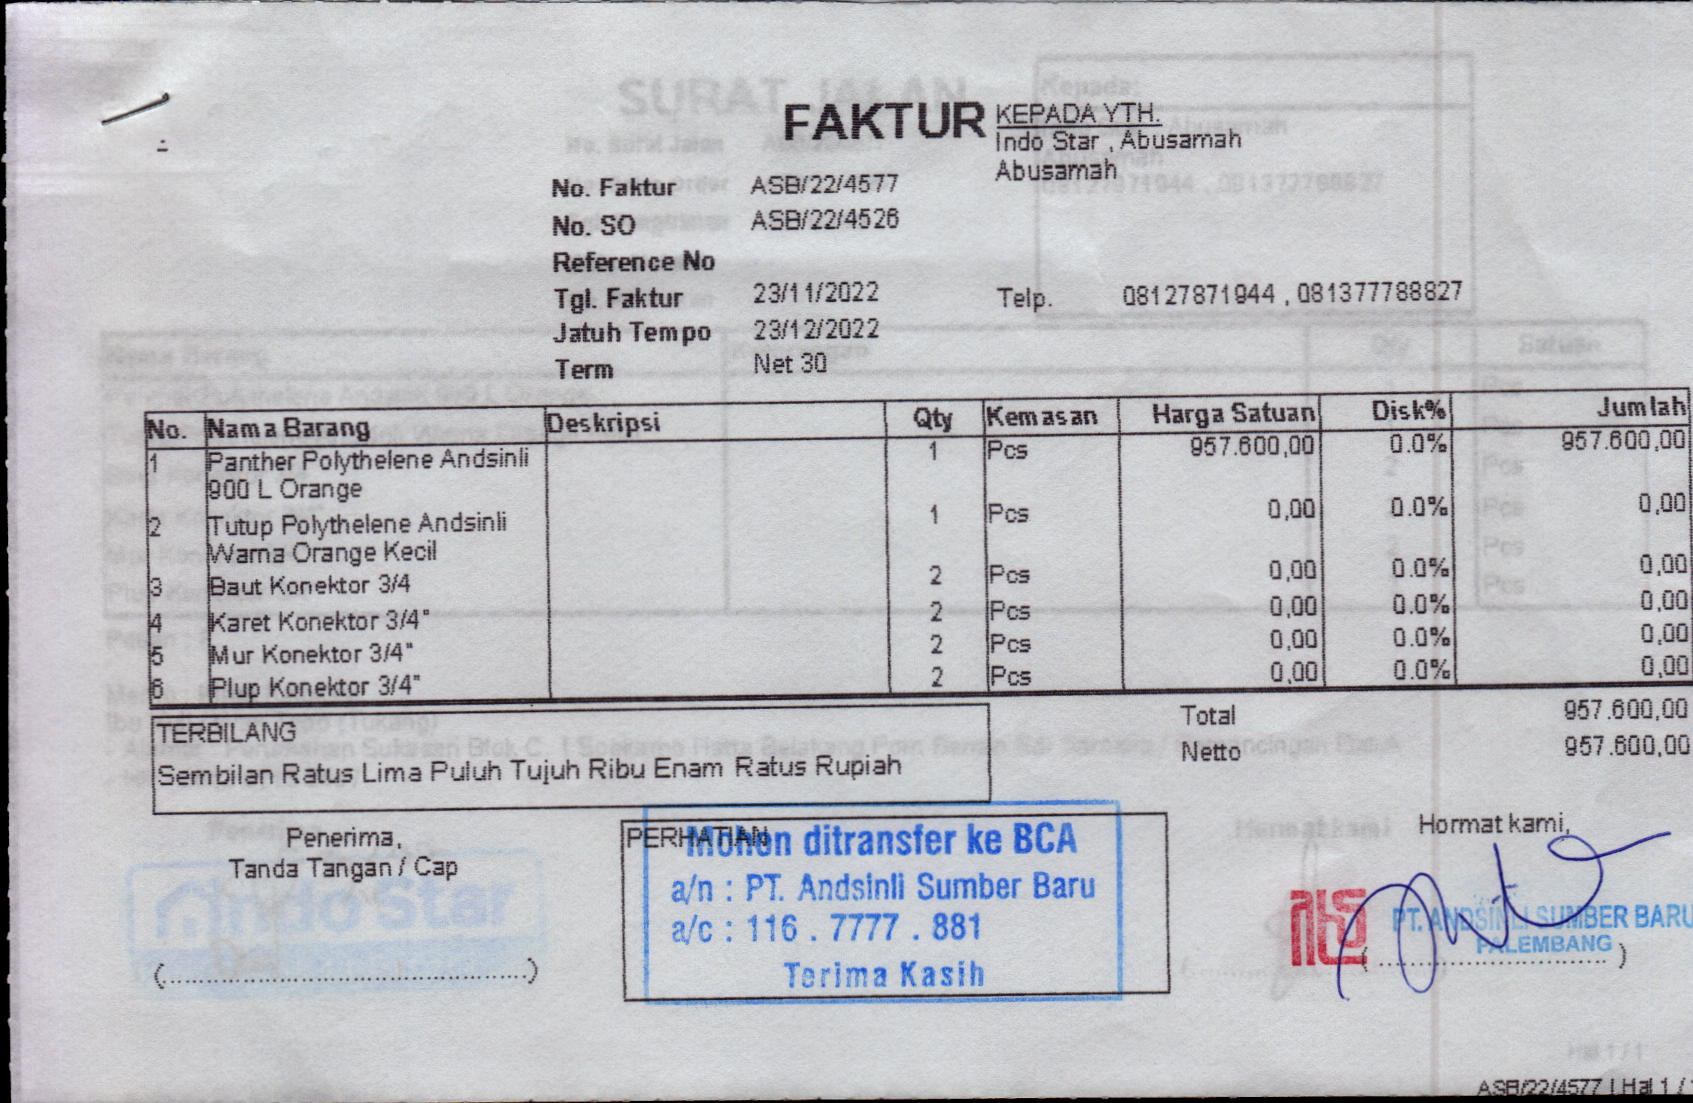 FAKTUR
KEPADA YTH.
Indo Star , Abusamah
Abusamah
No. Faktur ASB/22/4577
No. SO ASB/22/4526
Reference No
Tgl. Faktur 23/11/2022
Telp. 08127871944 , 081377788827
Jatuh Tempo 23/12/2022
Term Net 30
No. Nama Barang Deskripsi Qty Kemasan Harga Satuan Disk% Jumlah
1 Panther Polythelene Andsinli 1 Pcs 957.600,00 0.0% 957.600,00
900 L Orange
2 Tutup Polythelene Andsinli 1 Pcs 0,00 0.0% 0,00
Warna Orange Kecil
3 Baut Konektor 3/4 2 Pcs 0,00 0.0% 0,00
4 Karet Konektor 3/4" 2 Pcs 0,00 0.0% 0,00
5 Mur Konektor 3/4" 2 Pcs 0,00 0.0% 0,00
6 Plup Konektor 3/4" 2 Pcs 0,00 0.0% 0,00
Total 957.600,00
Netto 957.600,00
TERBILANG
Sembilan Ratus Lima Puluh Tujuh Ribu Enam Ratus Rupiah
Penerima,
Tanda Tangan / Cap
Indo Star
(....................................................)
PERHATIAN
Mohon ditransfer ke BCA
a/n : PT. Andsinli Sumber Baru
a/c : 116 . 7777 . 881
Terima Kasih
Hormat kami,
PT. ANDSINLI SUMBER BARU
PALEMBANG
(..................................)
ASB/22/4577 | Hal 1 /